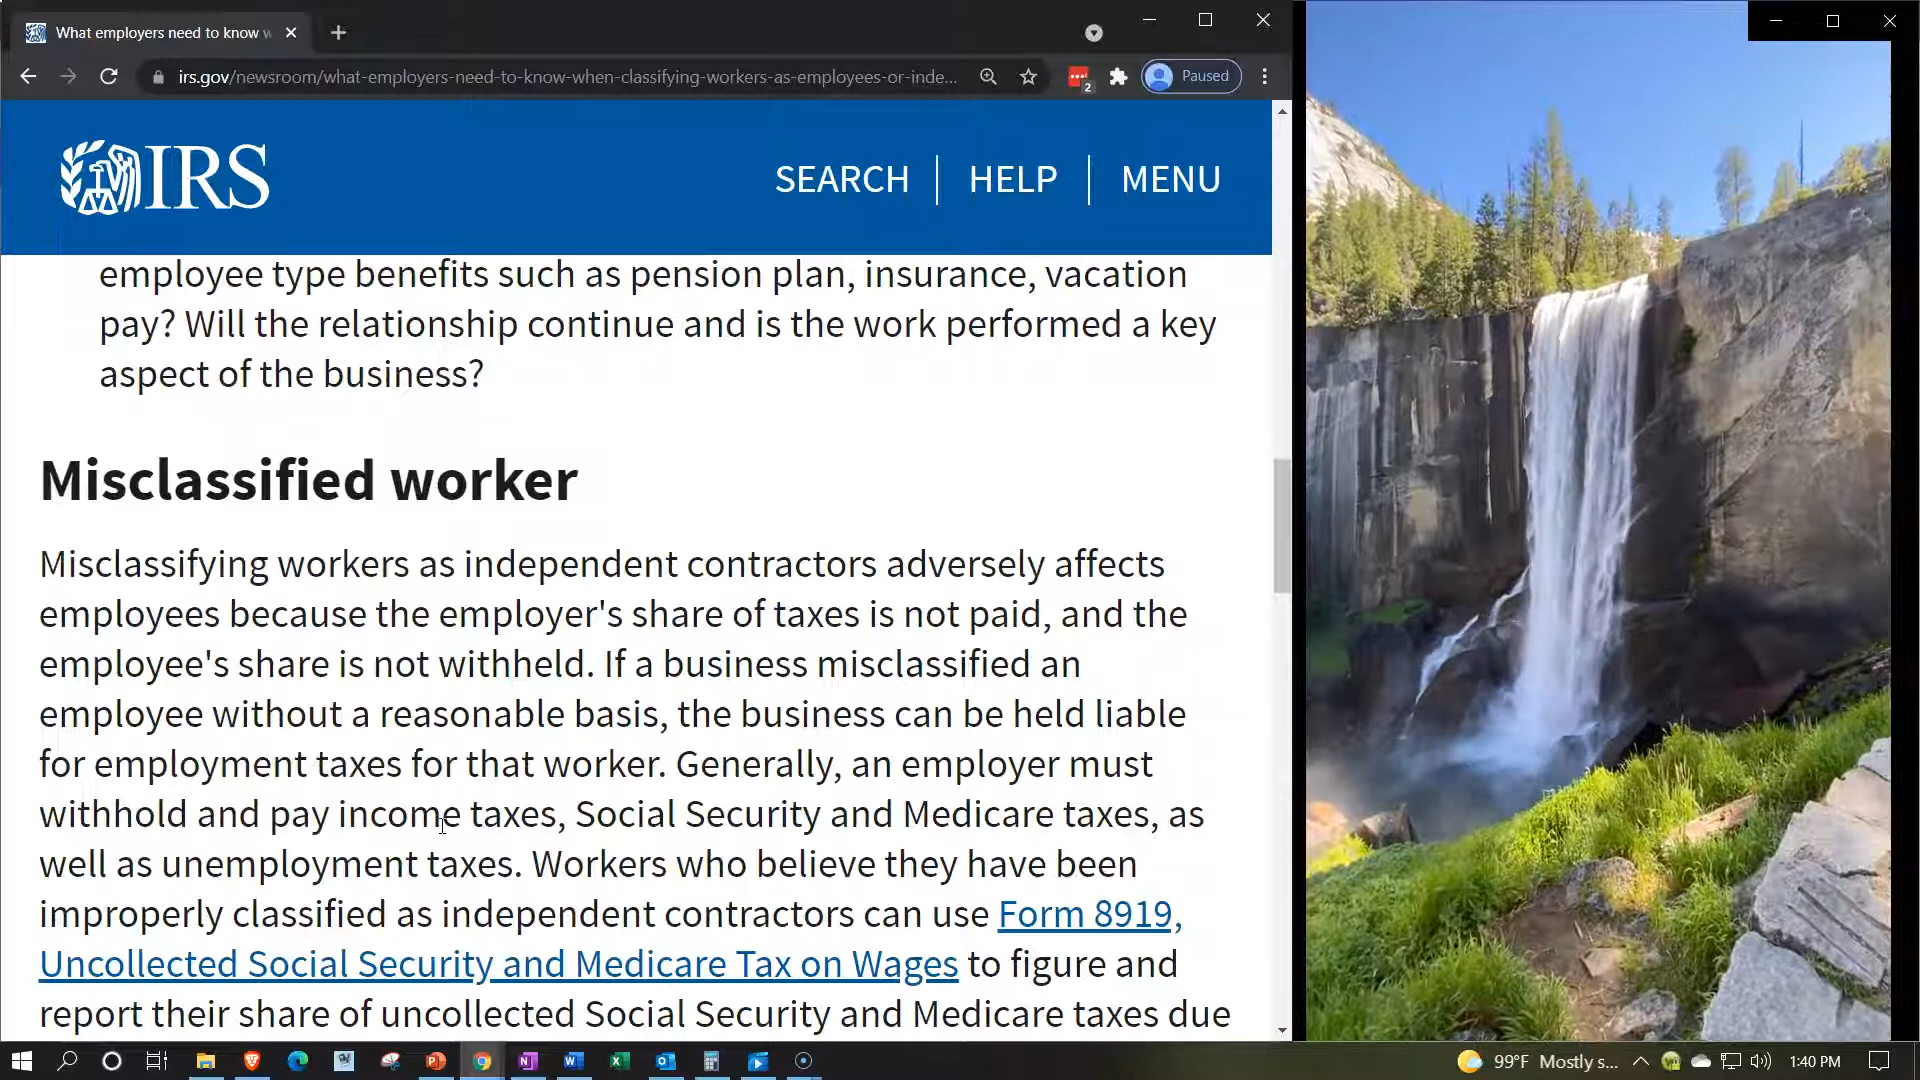 What employers need to know w
irs.gov/newsroom/what-employers-need-to-know-when-classifying-workers-as-employees-or-inde...
2
Paused
IRS
SEARCH
HELP
MENU
employee type benefits such as pension plan, insurance, vacation
pay? Will the relationship continue and is the work performed a key
aspect of the business?
Misclassified worker
Misclassifying workers as independent contractors adversely affects
employees because the employer's share of taxes is not paid, and the
employee's share is not withheld. If a business misclassified an
employee without a reasonable basis, the business can be held liable
for employment taxes for that worker. Generally, an employer must
withhold and pay income taxes, Social Security and Medicare taxes, as
well as unemployment taxes. Workers who believe they have been
improperly classified as independent contractors can use Form 8919,
Uncollected Social Security and Medicare Tax on Wages to figure and
report their share of uncollected Social Security and Medicare taxes due
99°F Mostly s...
1:40 PM